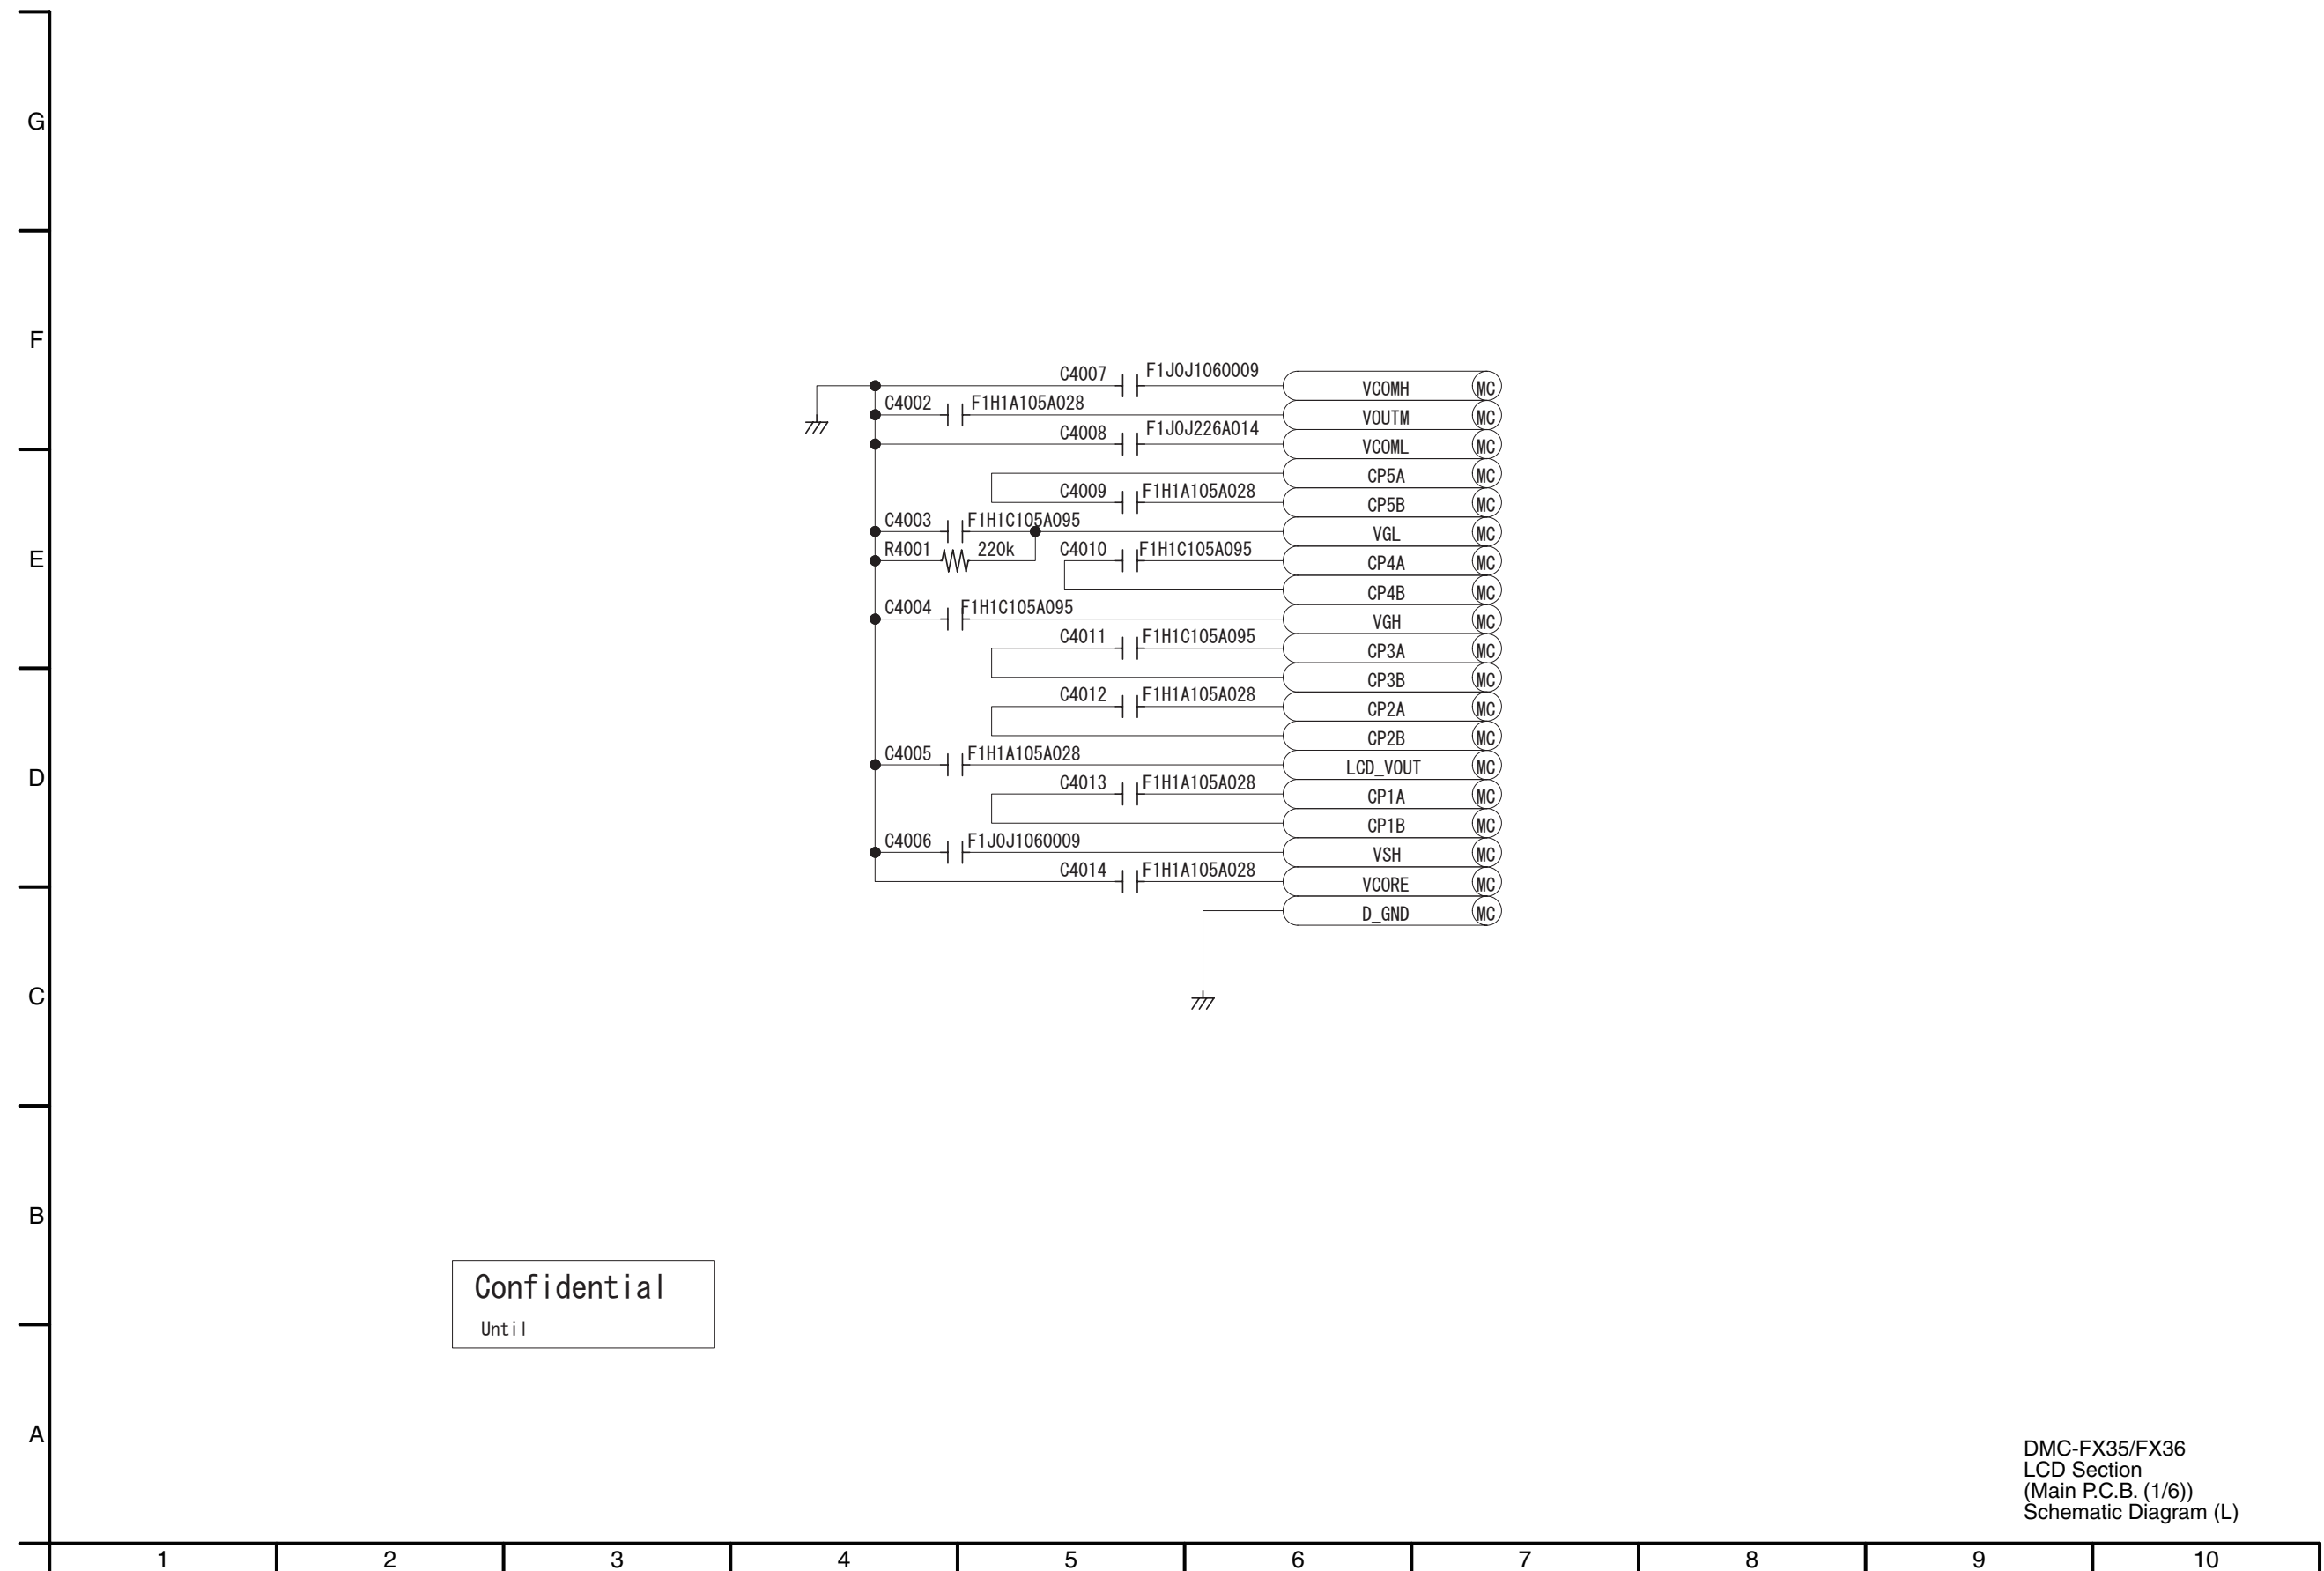 G
F
C4007 F1J0J1060009 VCOMH MC
C4002 F1H1A105A028 VOUTM MC
C4008 F1J0J226A014 VCOML MC
CP5A MC
C4009 F1H1A105A028 CP5B MC
C4003 F1H1C105A095 VGL MC
E
R4001 220k C4010 F1H1C105A095 CP4A MC
CP4B MC
C4004 F1H1C105A095 VGH MC
C4011 F1H1C105A095 CP3A MC
CP3B MC
C4012 F1H1A105A028 CP2A MC
CP2B MC
C4005 F1H1A105A028 LCD_VOUT MC
D
C4013 F1H1A105A028 CP1A MC
CP1B MC
C4006 F1J0J1060009 VSH MC
C4014 F1H1A105A028 VCORE MC
D_GND MC
C
B
Confidential
Until
A
DMC-FX35/FX36
LCD Section
(Main P.C.B. (1/6))
Schematic Diagram (L)
1 2 3 4 5 6 7 8 9 10